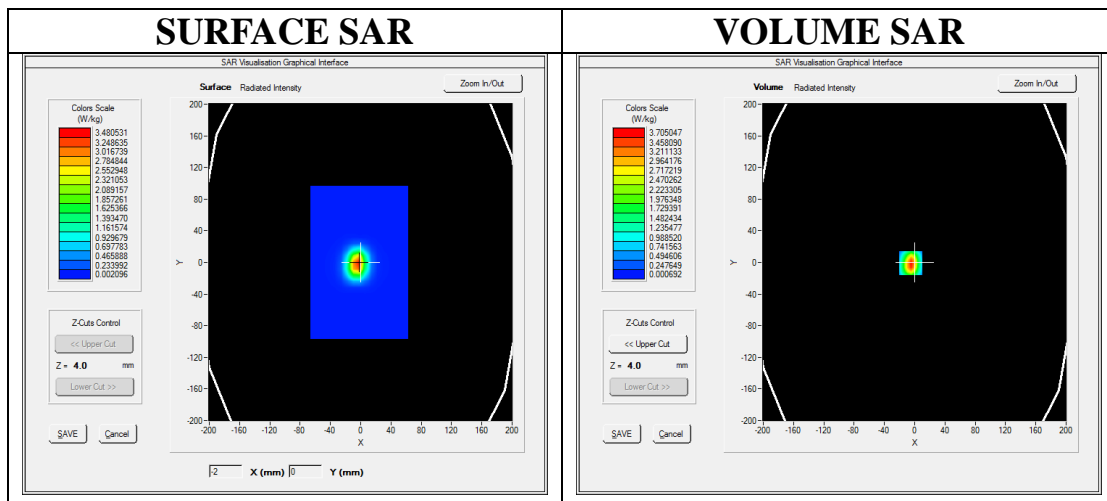 SURFACE SAR
SAR Visualisation Graphical Interface
Surface Radiated Intensity
Zoom In/Out
Colors Scale
(W/kg)
3.480531
3.248635
3.016739
2.784844
2.552948
2.321053
2.089157
1.857261
1.625366
1.393470
1.161574
0.929679
0.697783
0.465888
0.233992
0.002096
Z-Cuts Control
<< Upper Cut
Z = 4.0 mm
Lower Cut >>
SAVE Cancel
200
160
120
80
40
0
-40
-80
-120
-160
-200
Y
-200 -160 -120 -80 -40 0 40 80 120 160 200
X
-2 X (mm) 0 Y (mm)
VOLUME SAR
SAR Visualisation Graphical Interface
Volume Radiated Intensity
Zoom In/Out
Colors Scale
(W/kg)
3.705047
3.458090
3.211133
2.964176
2.717219
2.470262
2.223305
1.976348
1.729391
1.482434
1.235477
0.988520
0.741563
0.494606
0.247649
0.000692
Z-Cuts Control
<< Upper Cut
Z = 4.0 mm
Lower Cut >>
SAVE Cancel
200
160
120
80
40
0
-40
-80
-120
-160
-200
Y
-200 -160 -120 -80 -40 0 40 80 120 160 200
X